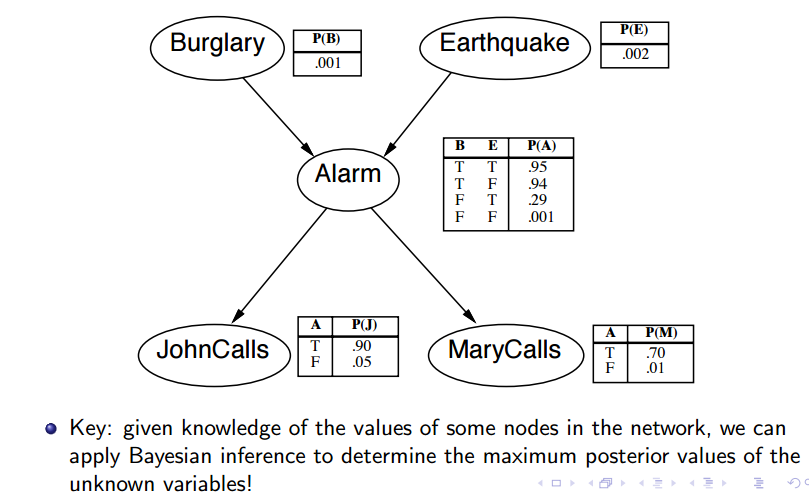 Burglary
P(B)
.001
Earthquake
P(E)
.002
Alarm
B E P(A)
T T .95
T F .94
F T .29
F F .001
JohnCalls
A P(J)
T .90
F .05
MaryCalls
A P(M)
T .70
F .01
Key: given knowledge of the values of some nodes in the network, we can
apply Bayesian inference to determine the maximum posterior values of the
unknown variables!